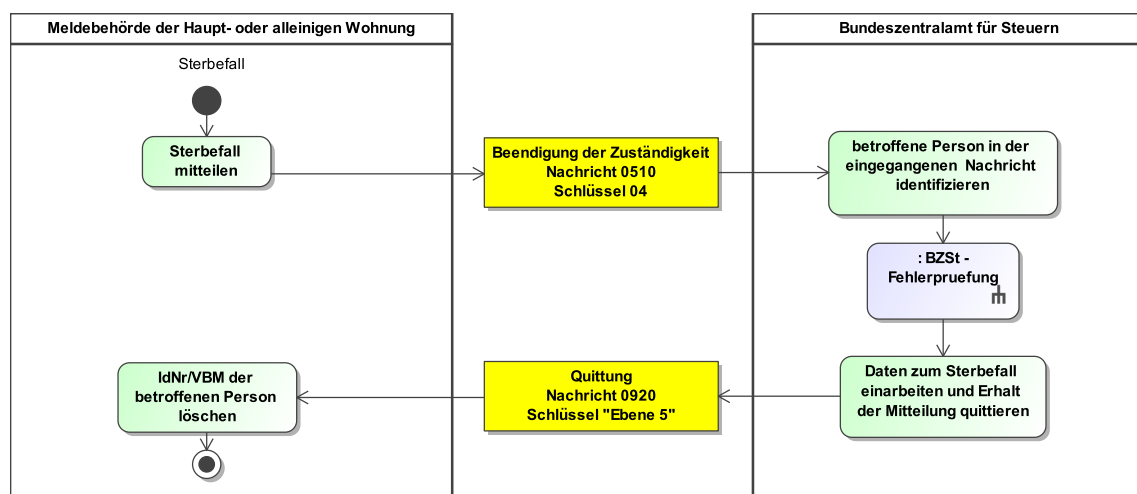 Meldebehörde der Haupt- oder alleinigen Wohnung
Bundeszentralamt für Steuern
Sterbefall
Sterbefall
mitteilen
Beendigung der Zuständigkeit
Nachricht 0510
Schlüssel 04
betroffene Person in der
eingegangenen Nachricht
identifizieren
: BZSt -
Fehlerpruefung
Daten zum Sterbefall
einarbeiten und Erhalt
der Mitteilung quittieren
Quittung
Nachricht 0920
Schlüssel "Ebene 5"
IdNr/VBM der
betroffenen Person
löschen